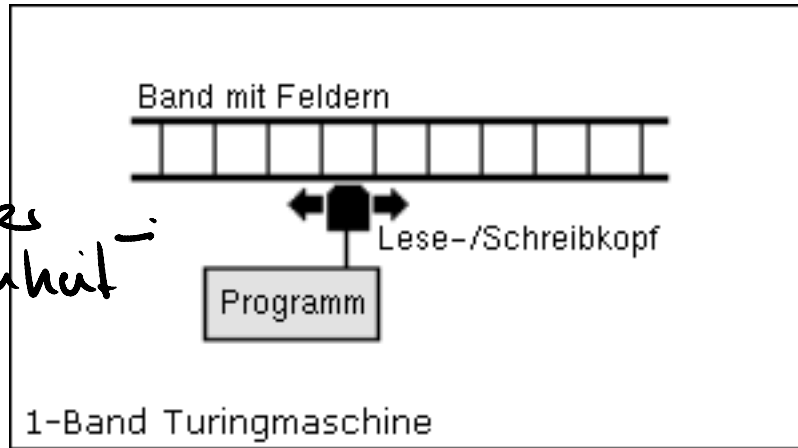 Band mit Feldern
Lese-/Schreibkopf
Programm
1-Band Turingmaschine